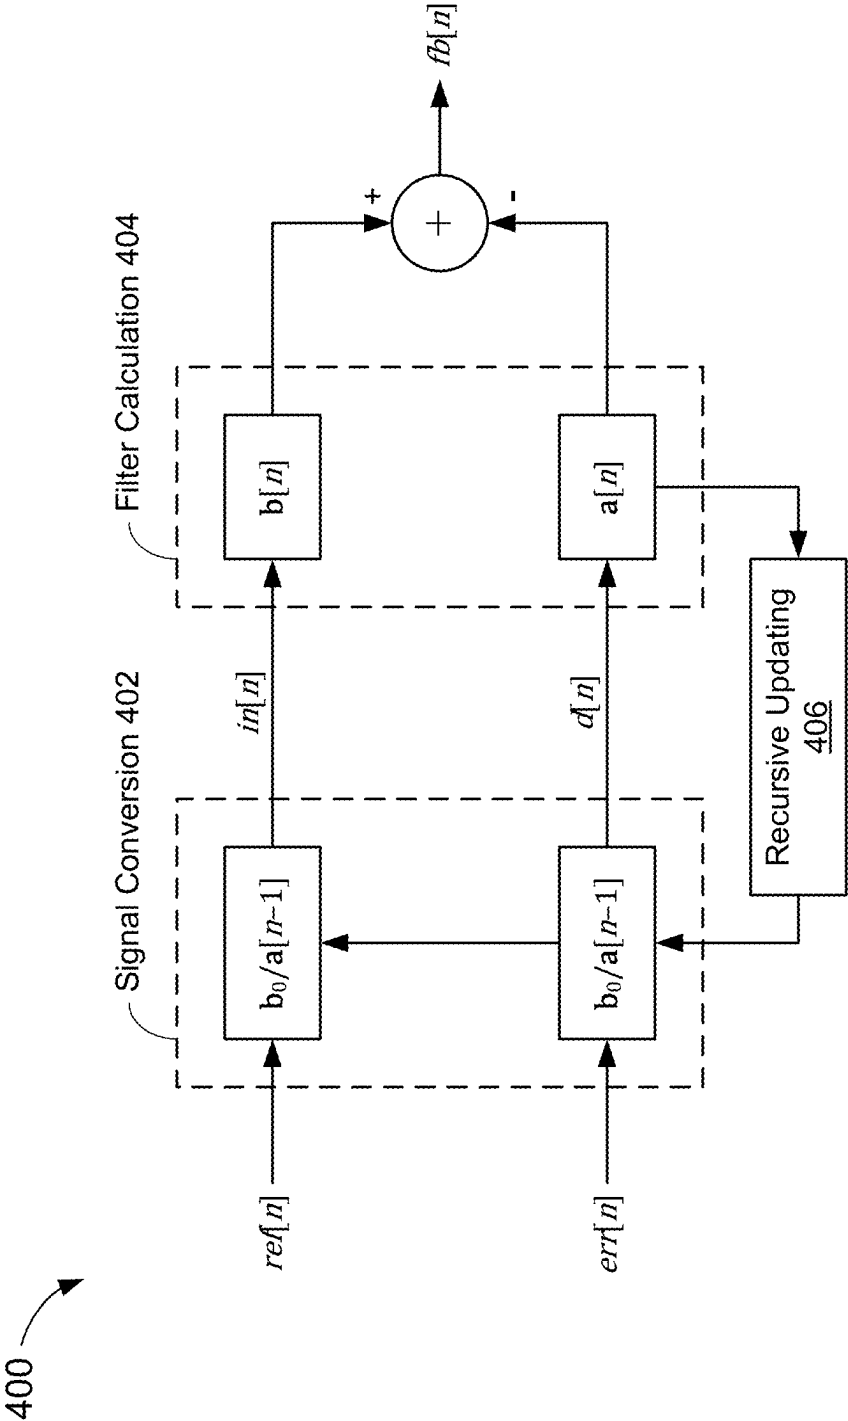 400
Signal Conversion 402
Filter Calculation 404
ref[n]
b₀/a[n−1]
in[n]
b[n]
+
+
fb[n]
-
err[n]
b₀/a[n−1]
d[n]
a[n]
Recursive Updating
406